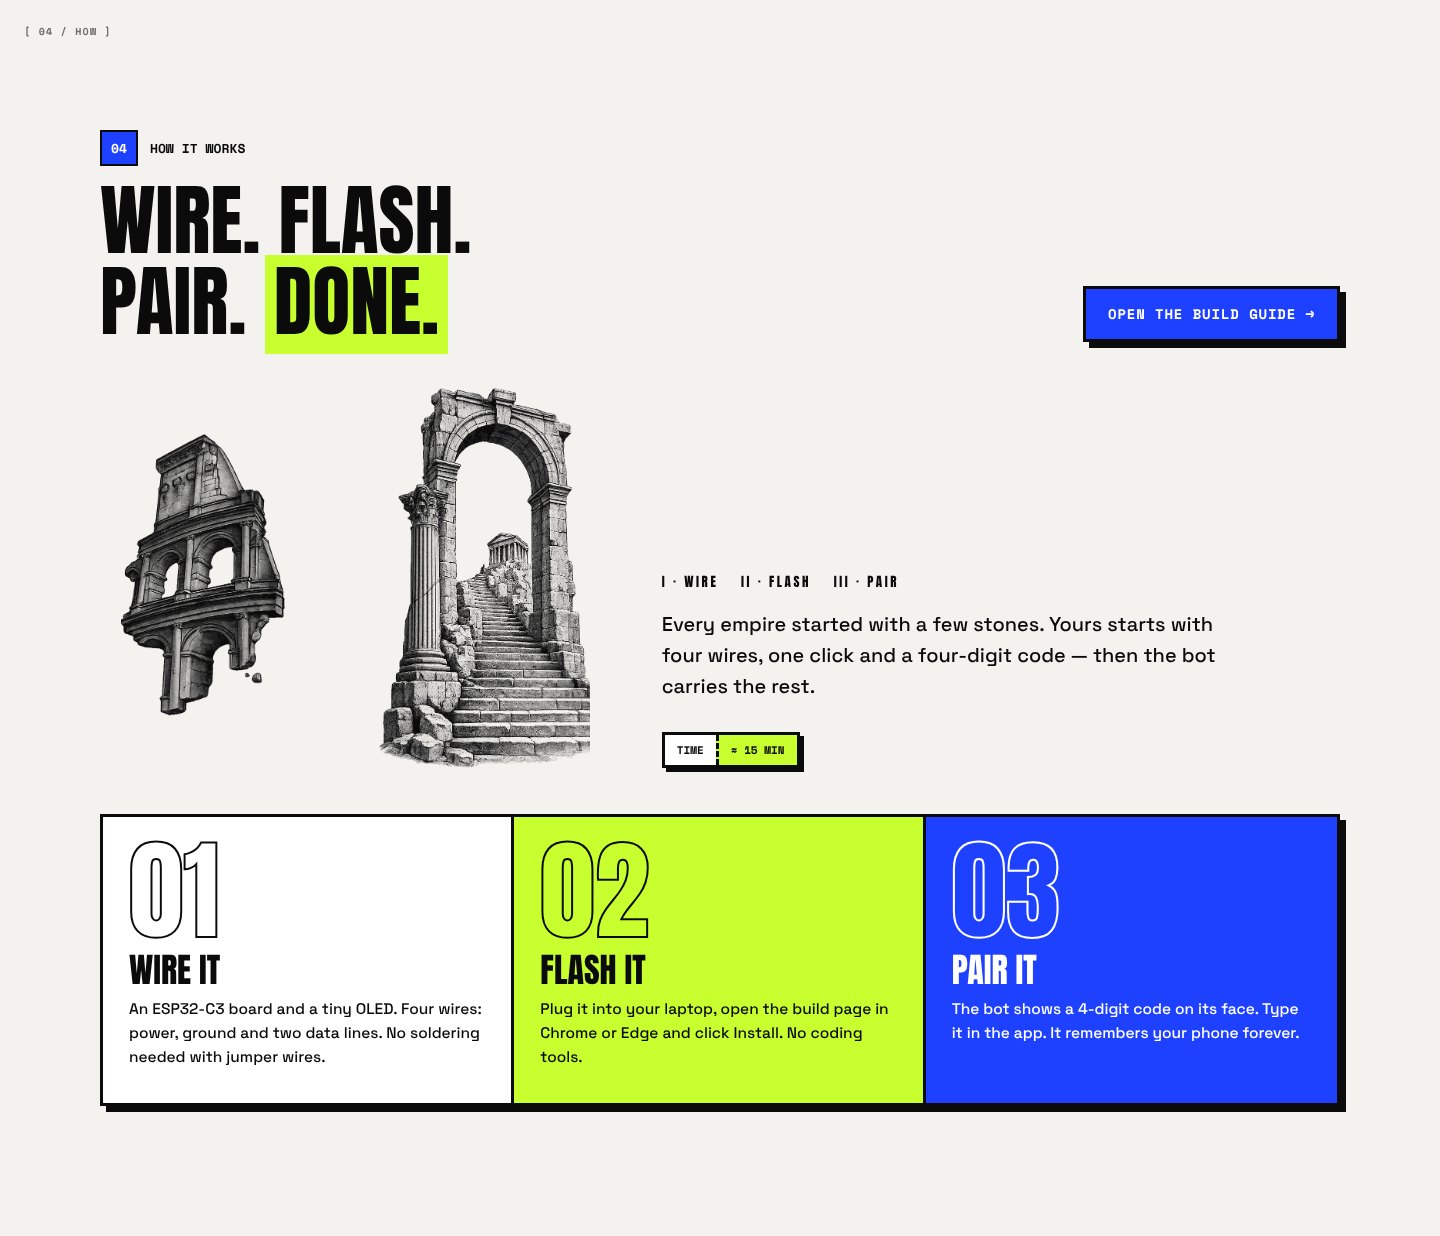 [ 04 / HOW ]
04 HOW IT WORKS
WIRE. FLASH.
PAIR. DONE.
OPEN THE BUILD GUIDE →
I · WIRE II · FLASH III · PAIR
Every empire started with a few stones. Yours starts with
four wires, one click and a four-digit code — then the bot
carries the rest.
TIME ≈ 15 MIN
01
WIRE IT
An ESP32-C3 board and a tiny OLED. Four wires:
power, ground and two data lines. No soldering
needed with jumper wires.
02
FLASH IT
Plug it into your laptop, open the build page in
Chrome or Edge and click Install. No coding
tools.
03
PAIR IT
The bot shows a 4-digit code on its face. Type
it in the app. It remembers your phone forever.